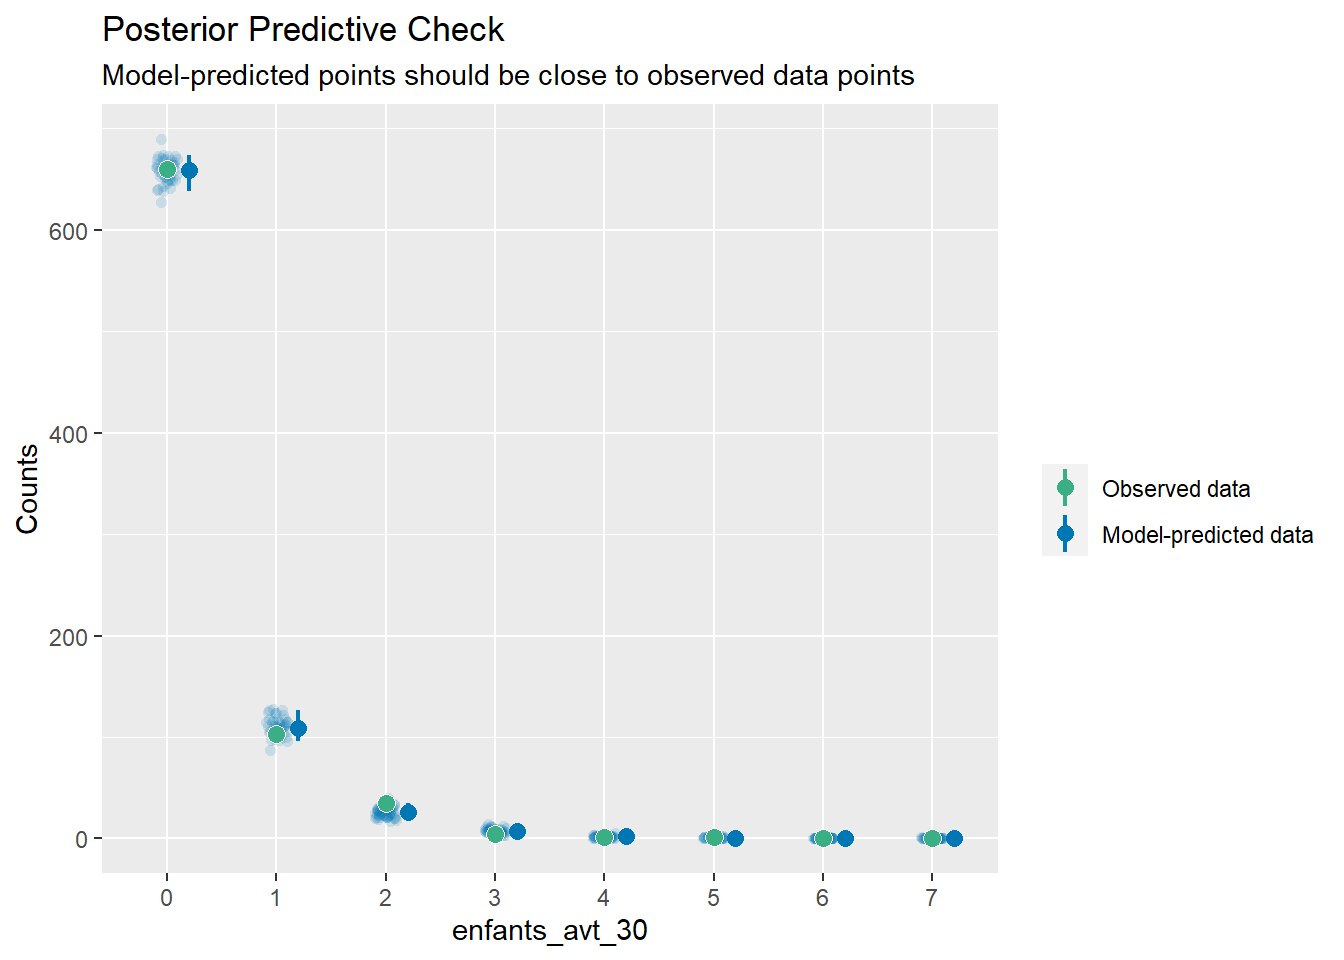 Posterior Predictive Check
Model-predicted points should be close to observed data points
600
400
200
0
Counts
0 1 2 3 4 5 6 7
enfants_avt_30
Observed data
Model-predicted data